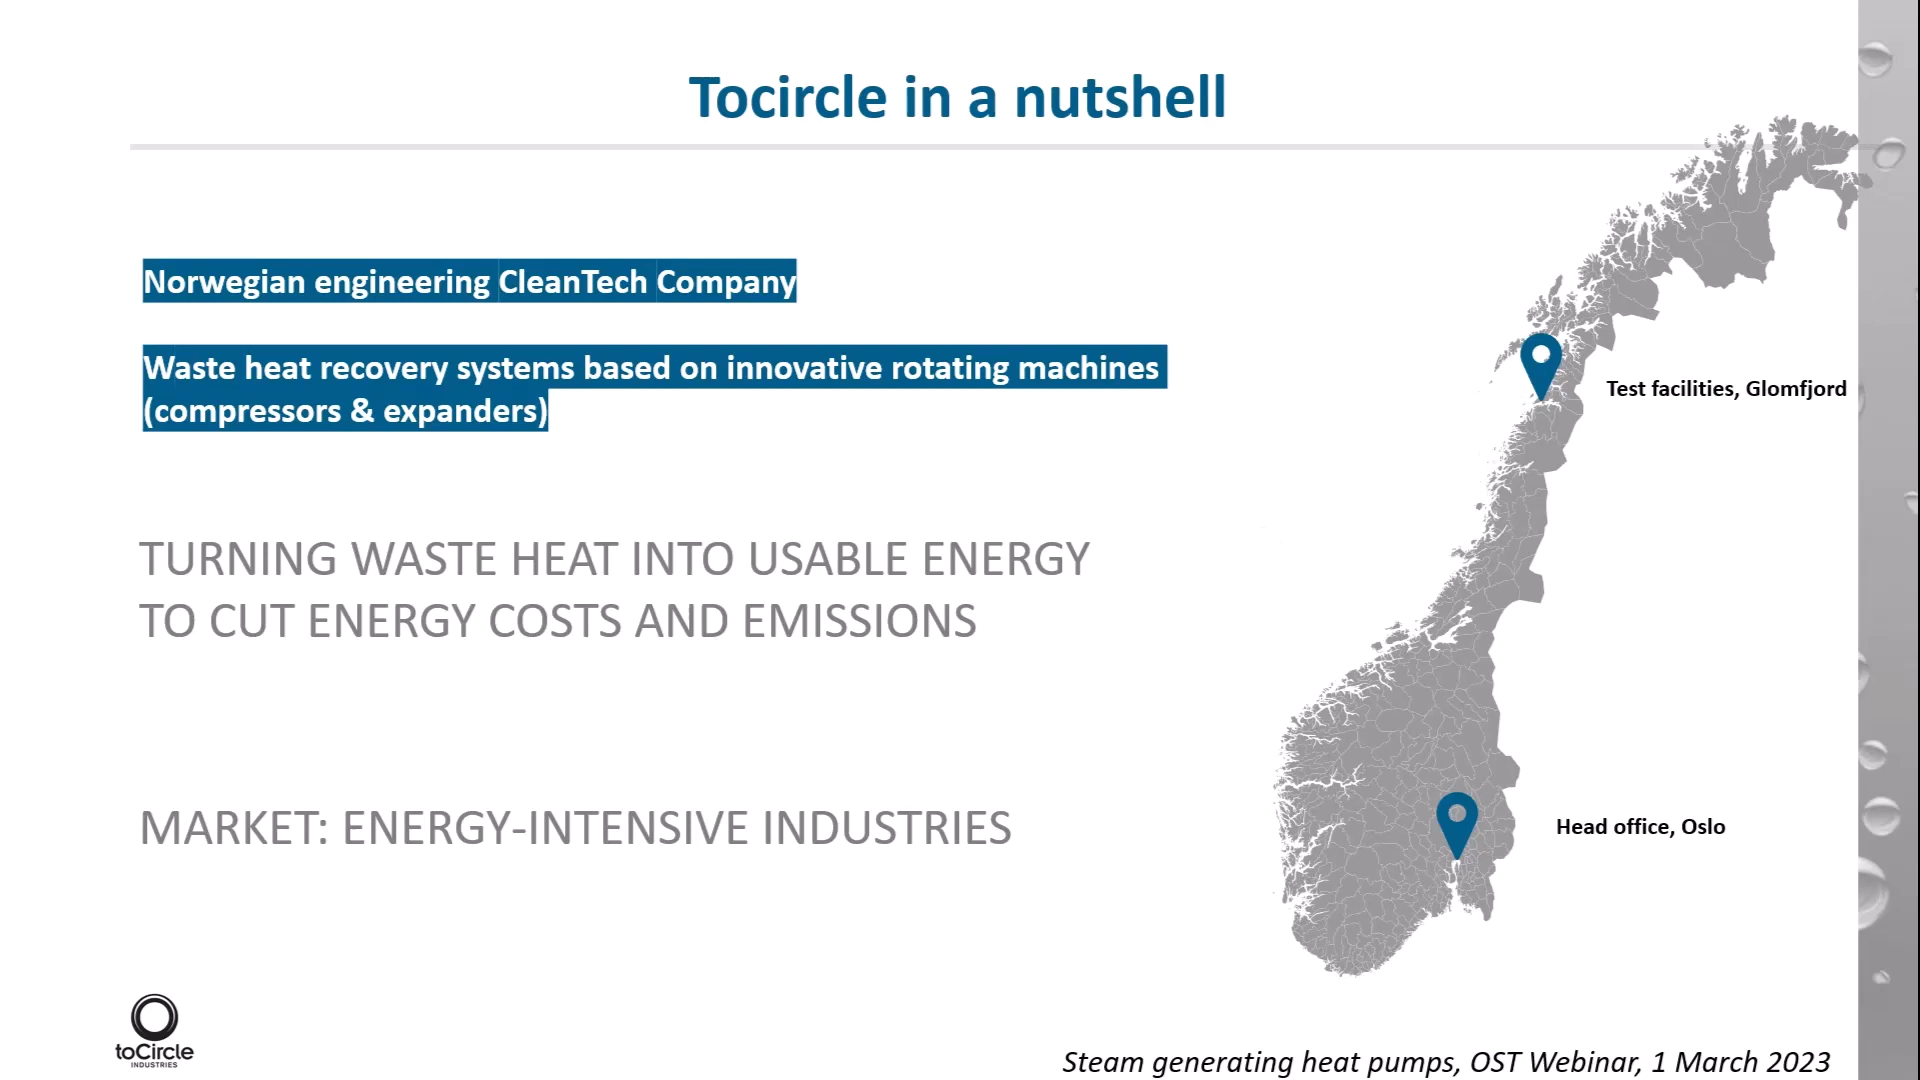 Tocircle in a nutshell
Norwegian engineering CleanTech Company
Waste heat recovery systems based on innovative rotating machines
(compressors & expanders)
Test facilities, Glomfjord
TURNING WASTE HEAT INTO USABLE ENERGY
TO CUT ENERGY COSTS AND EMISSIONS
MARKET: ENERGY-INTENSIVE INDUSTRIES
Head office, Oslo
toCircle
INDUSTRIES
Steam generating heat pumps, OST Webinar, 1 March 2023